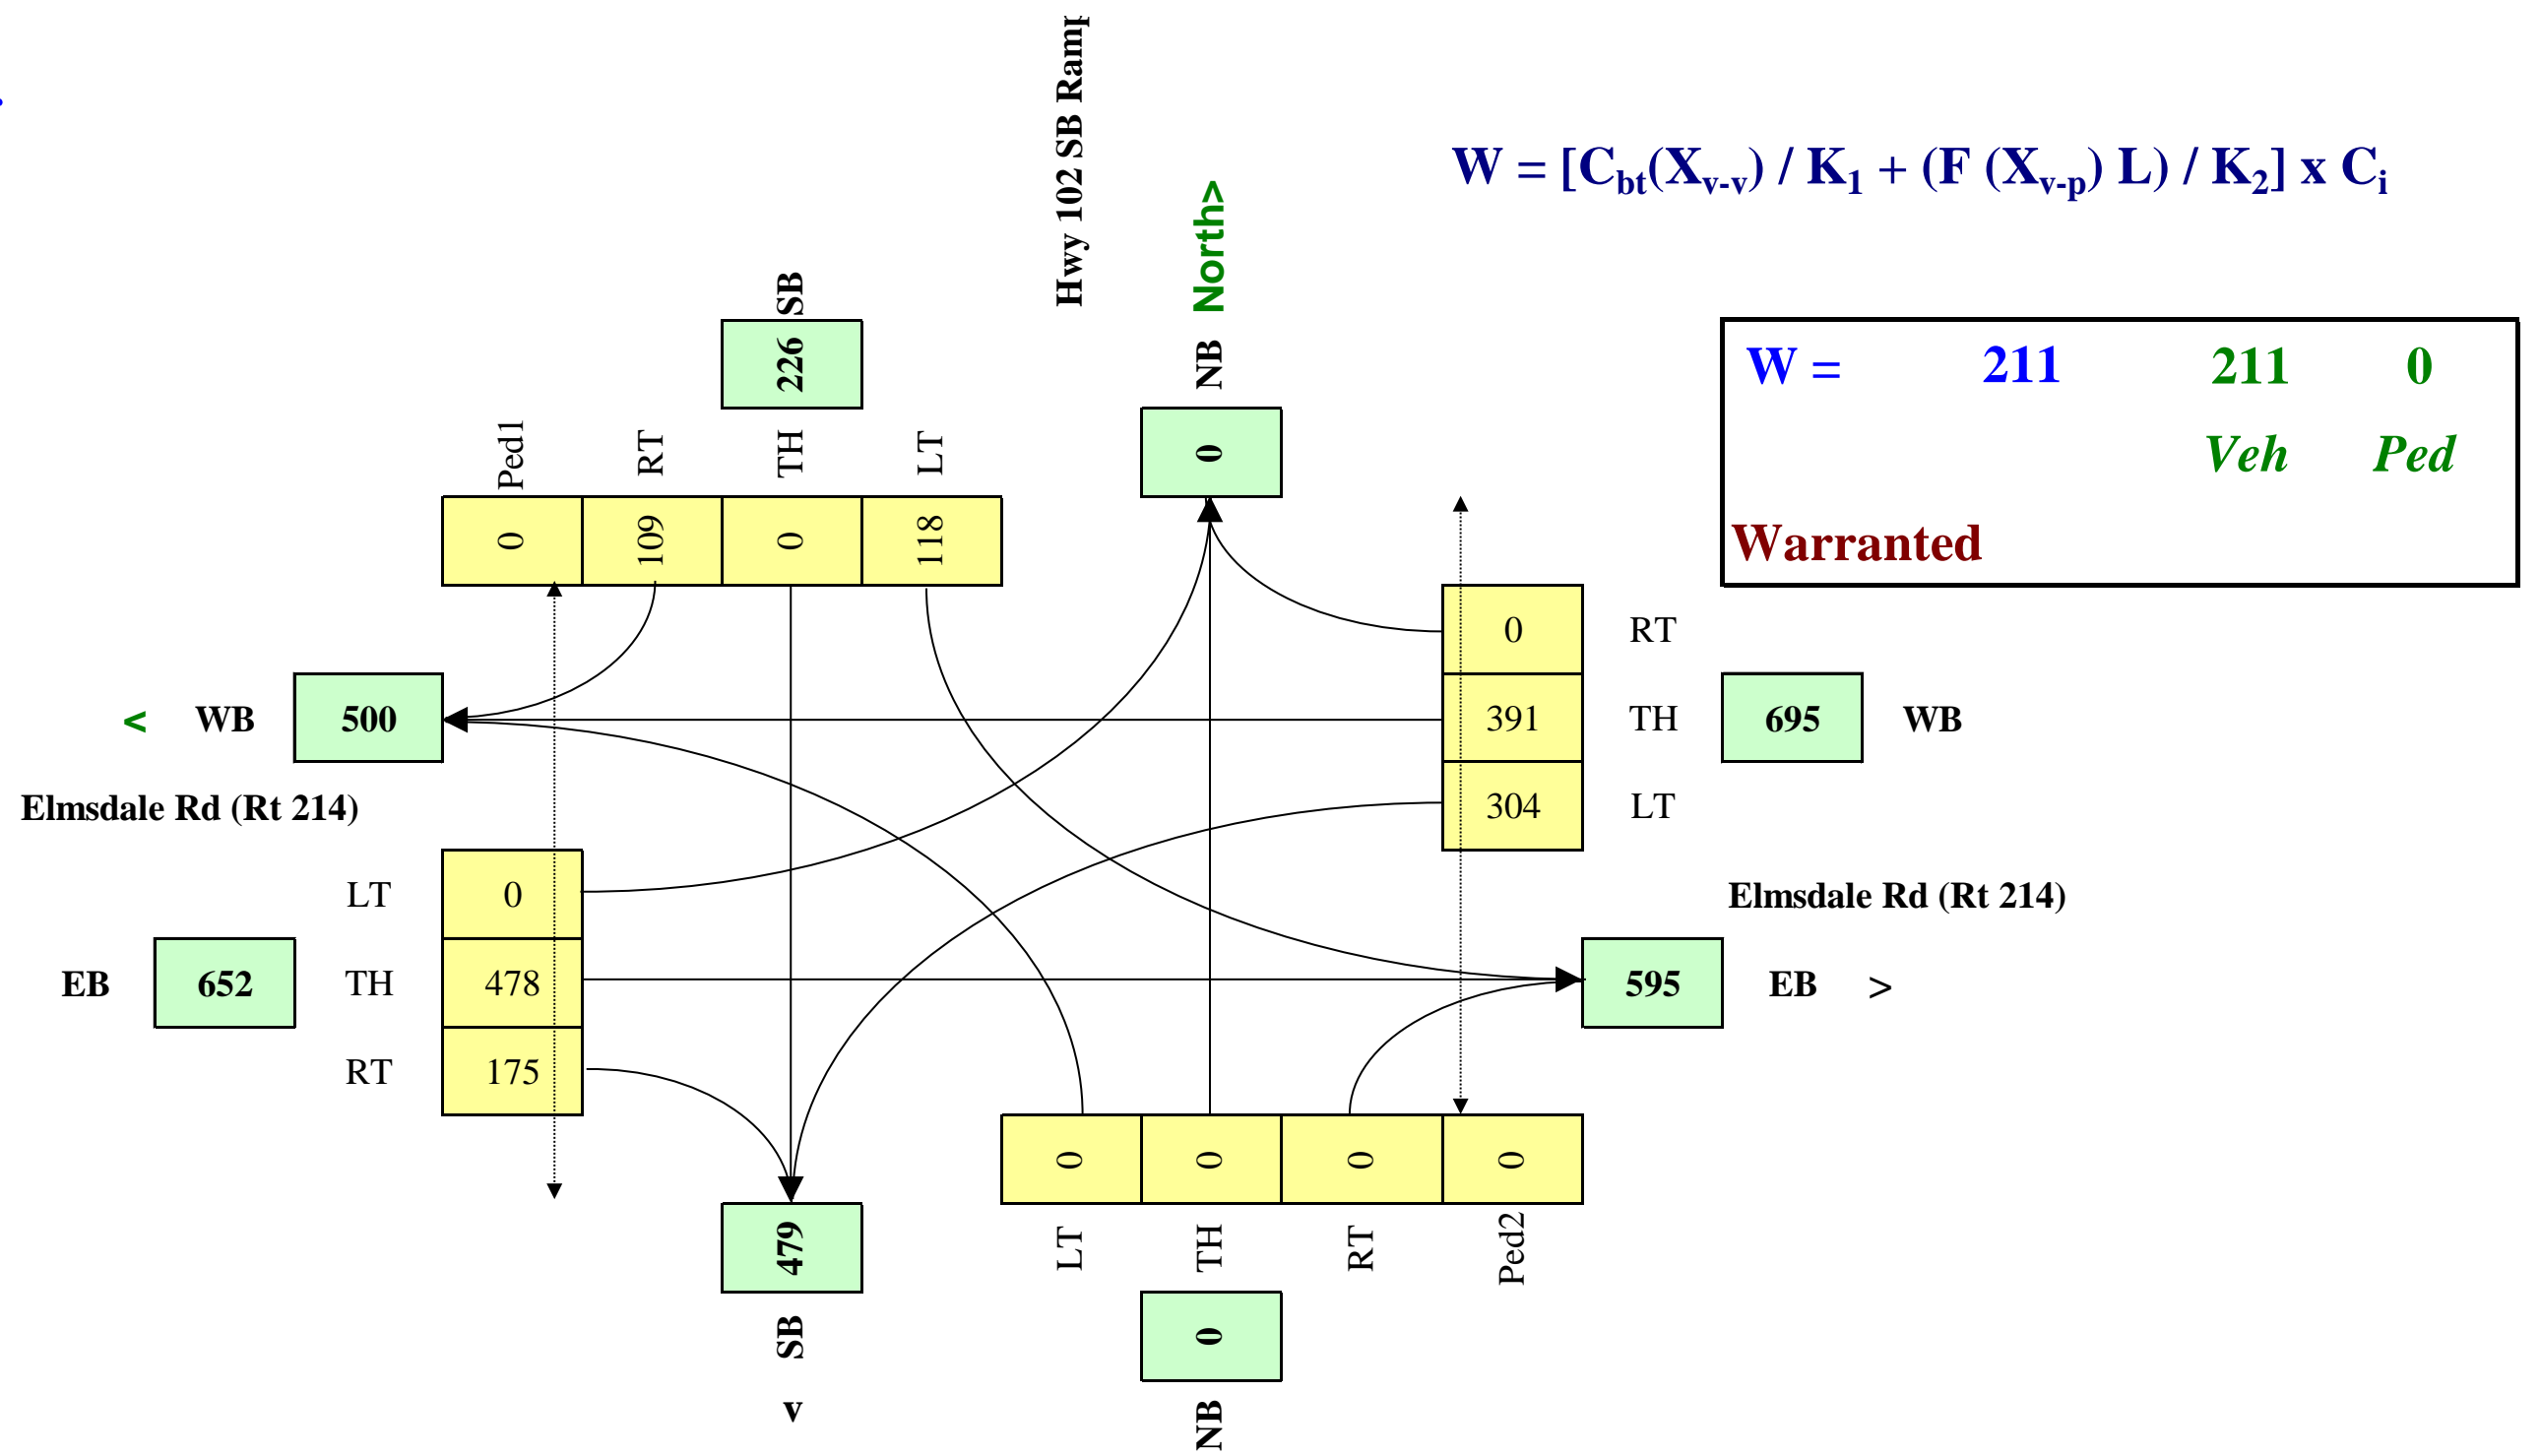 Hwy 102 SB Ramp
North>
W = [Cbt(Xv-v) / K1 + (F (Xv-p) L) / K2] x Ci
SB
226
NB
0
W = 211 211 0
Veh Ped
Warranted
Ped1 RT TH LT
0 109 0 118
0 RT
< WB 500
391 TH 695 WB
304 LT
Elmsdale Rd (Rt 214)
LT 0
Elmsdale Rd (Rt 214)
EB 652 TH 478
595 EB >
RT 175
0 0 0 0
LT TH RT Ped2
479
SB
v
0
NB